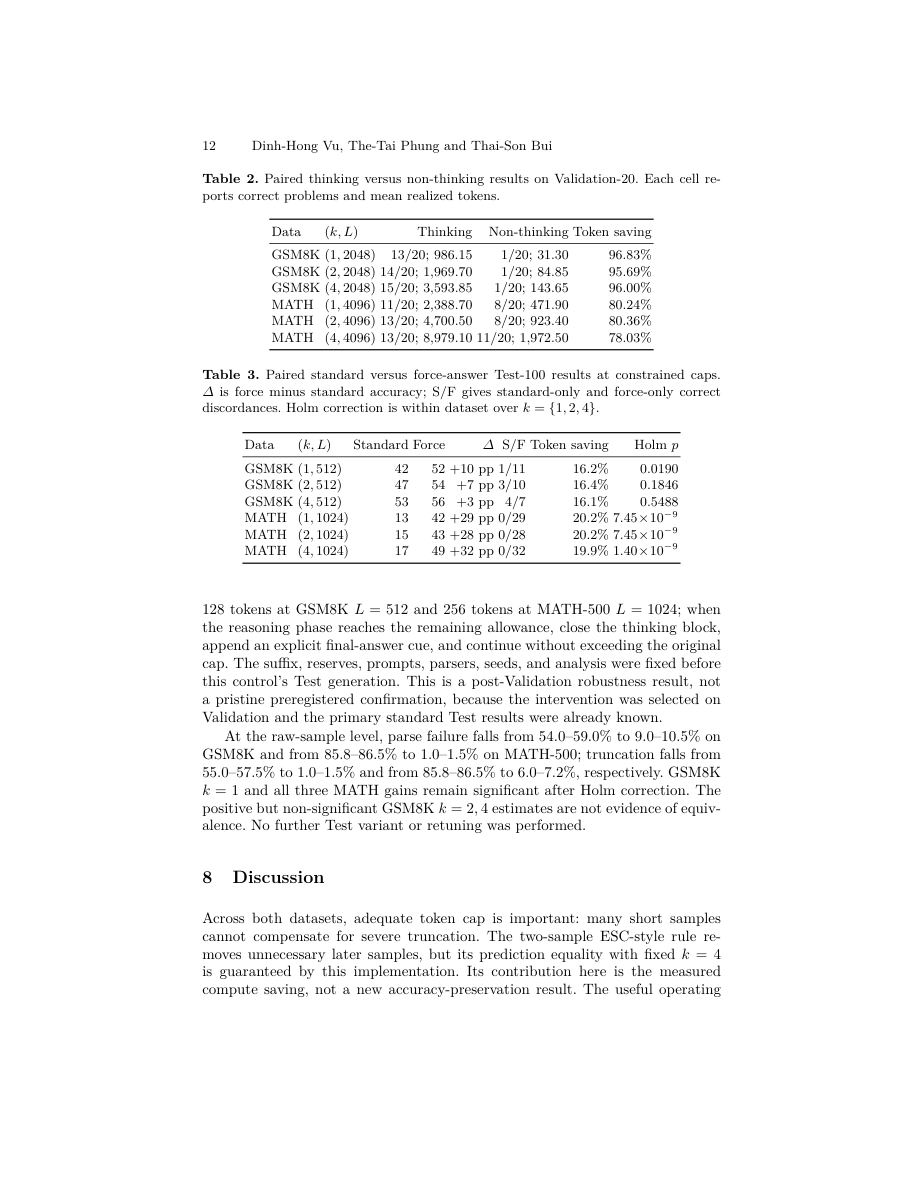 12 Dinh-Hong Vu, The-Tai Phung and Thai-Son Bui
Table 2. Paired thinking versus non-thinking results on Validation-20. Each cell re-
ports correct problems and mean realized tokens.
Data (k, L) Thinking Non-thinking Token saving
GSM8K (1, 2048) 13/20; 986.15 1/20; 31.30 96.83%
GSM8K (2, 2048) 14/20; 1,969.70 1/20; 84.85 95.69%
GSM8K (4, 2048) 15/20; 3,593.85 1/20; 143.65 96.00%
MATH (1, 4096) 11/20; 2,388.70 8/20; 471.90 80.24%
MATH (2, 4096) 13/20; 4,700.50 8/20; 923.40 80.36%
MATH (4, 4096) 13/20; 8,979.10 11/20; 1,972.50 78.03%
Table 3. Paired standard versus force-answer Test-100 results at constrained caps.
Δ is force minus standard accuracy; S/F gives standard-only and force-only correct
discordances. Holm correction is within dataset over k = {1, 2, 4}.
Data (k, L) Standard Force Δ S/F Token saving Holm p
GSM8K (1, 512) 42 52 +10 pp 1/11 16.2% 0.0190
GSM8K (2, 512) 47 54 +7 pp 3/10 16.4% 0.1846
GSM8K (4, 512) 53 56 +3 pp 4/7 16.1% 0.5488
MATH (1, 1024) 13 42 +29 pp 0/29 20.2% 7.45×10⁻⁹
MATH (2, 1024) 15 43 +28 pp 0/28 20.2% 7.45×10⁻⁹
MATH (4, 1024) 17 49 +32 pp 0/32 19.9% 1.40×10⁻⁹
128 tokens at GSM8K L = 512 and 256 tokens at MATH-500 L = 1024; when
the reasoning phase reaches the remaining allowance, close the thinking block,
append an explicit final-answer cue, and continue without exceeding the original
cap. The suffix, reserves, prompts, parsers, seeds, and analysis were fixed before
this control's Test generation. This is a post-Validation robustness result, not
a pristine preregistered confirmation, because the intervention was selected on
Validation and the primary standard Test results were already known.
At the raw-sample level, parse failure falls from 54.0–59.0% to 9.0–10.5% on
GSM8K and from 85.8–86.5% to 1.0–1.5% on MATH-500; truncation falls from
55.0–57.5% to 1.0–1.5% and from 85.8–86.5% to 6.0–7.2%, respectively. GSM8K
k = 1 and all three MATH gains remain significant after Holm correction. The
positive but non-significant GSM8K k = 2, 4 estimates are not evidence of equiv-
alence. No further Test variant or retuning was performed.
8 Discussion
Across both datasets, adequate token cap is important: many short samples
cannot compensate for severe truncation. The two-sample ESC-style rule re-
moves unnecessary later samples, but its prediction equality with fixed k = 4
is guaranteed by this implementation. Its contribution here is the measured
compute saving, not a new accuracy-preservation result. The useful operating